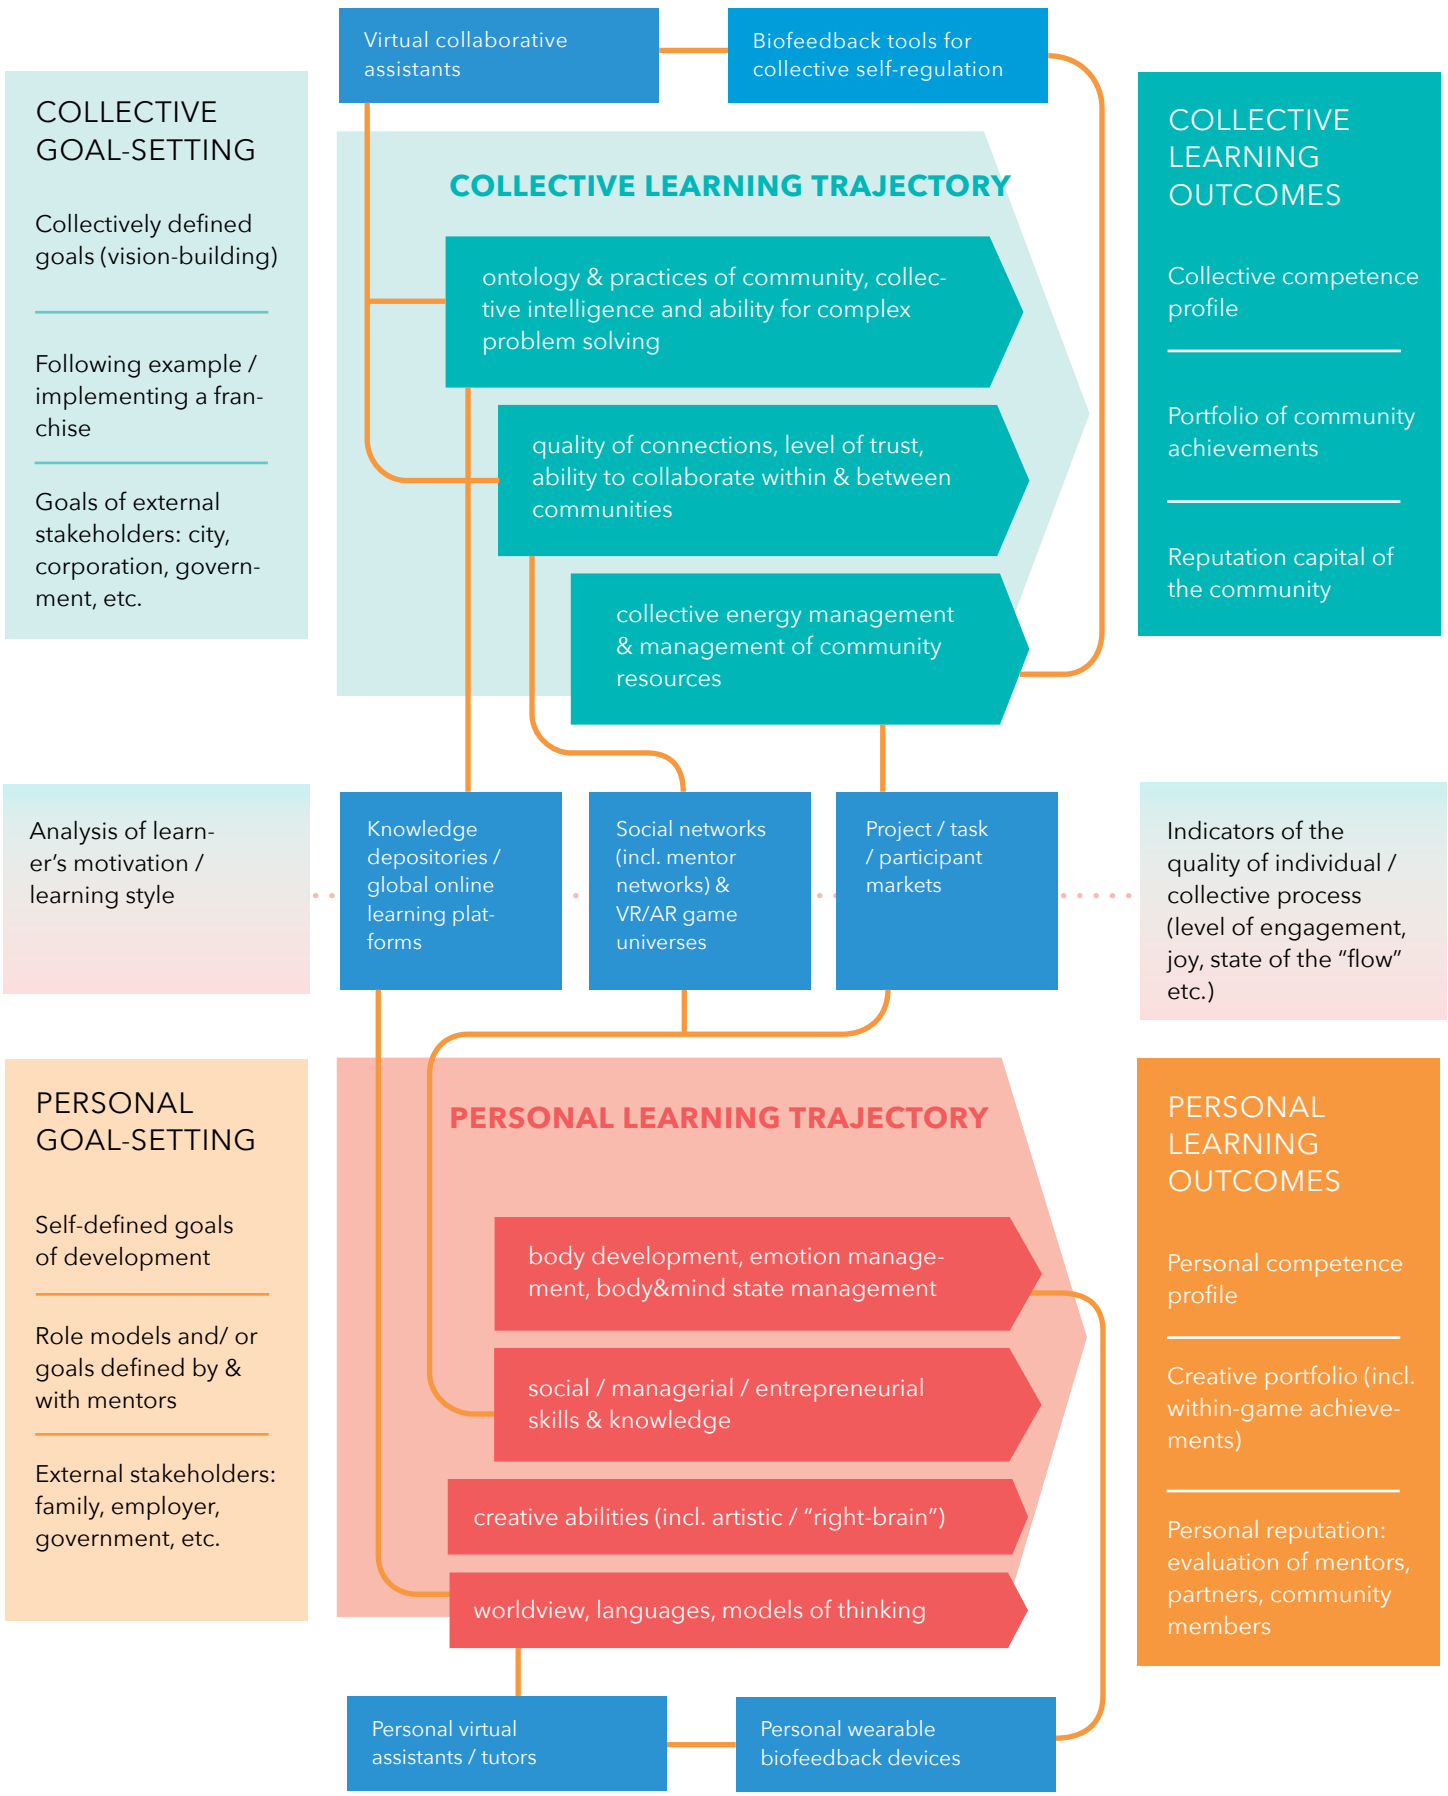 Virtual collaborative
assistants
Biofeedback tools for
collective self-regulation
COLLECTIVE
GOAL-SETTING
Collectively defined
goals (vision-building)
Following example /
implementing a fran-
chise
Goals of external
stakeholders: city,
corporation, govern-
ment, etc.
COLLECTIVE LEARNING TRAJECTORY
ontology & practices of community, collec-
tive intelligence and ability for complex
problem solving
quality of connections, level of trust,
ability to collaborate within & between
communities
collective energy management
& management of community
resources
COLLECTIVE
LEARNING
OUTCOMES
Collective competence
profile
Portfolio of community
achievements
Reputation capital of
the community
Analysis of learn-
er’s motivation /
learning style
Knowledge
depositories /
global online
learning plat-
forms
Social networks
(incl. mentor
networks) &
VR/AR game
universes
Project / task
/ participant
markets
Indicators of the
quality of individual /
collective process
(level of engagement,
joy, state of the “flow”
etc.)
PERSONAL
GOAL-SETTING
Self-defined goals
of development
Role models and/ or
goals defined by &
with mentors
External stakeholders:
family, employer,
government, etc.
PERSONAL LEARNING TRAJECTORY
body development, emotion manage-
ment, body&mind state management
social / managerial / entrepreneurial
skills & knowledge
creative abilities (incl. artistic / “right-brain”)
worldview, languages, models of thinking
PERSONAL
LEARNING
OUTCOMES
Personal competence
profile
Creative portfolio (incl.
within-game achieve-
ments)
Personal reputation:
evaluation of mentors,
partners, community
members
Personal virtual
assistants / tutors
Personal wearable
biofeedback devices